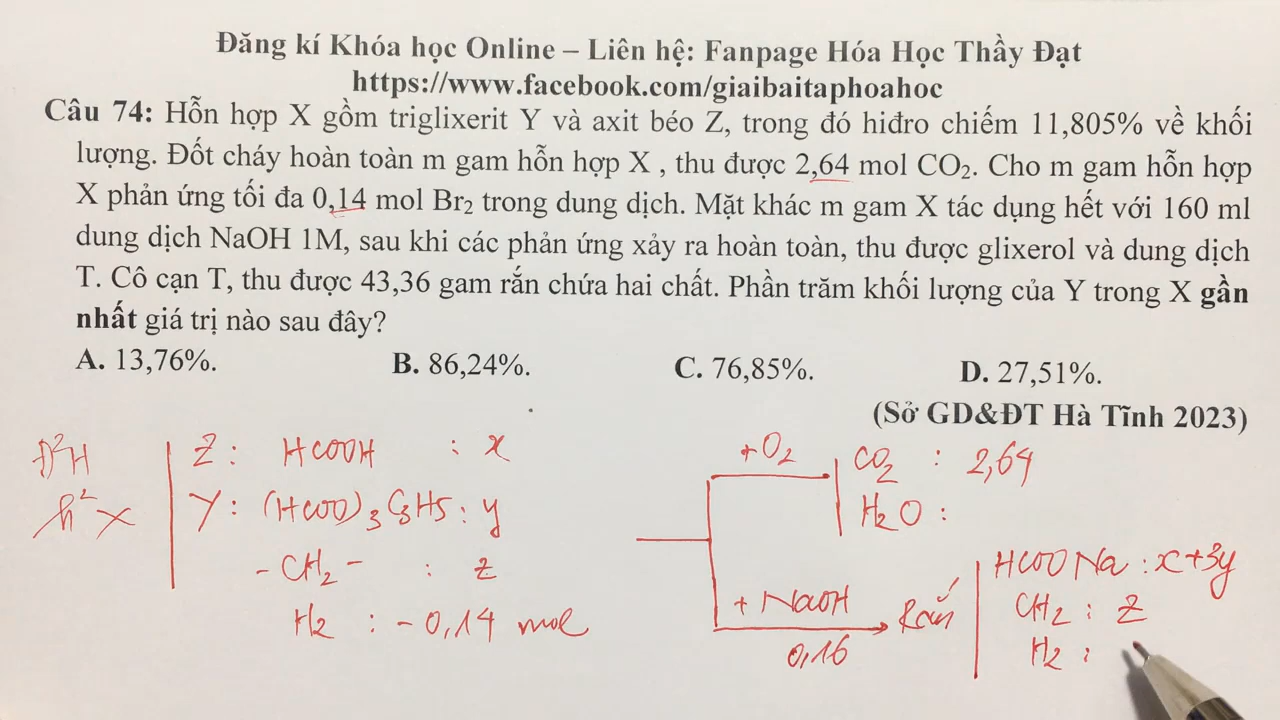 Đăng kí Khóa học Online – Liên hệ: Fanpage Hóa Học Thầy Đạt
https://www.facebook.com/giaibaitaphoahoc
Câu 74: Hỗn hợp X gồm triglixerit Y và axit béo Z, trong đó hiđro chiếm 11,805% về khối
lượng. Đốt cháy hoàn toàn m gam hỗn hợp X , thu được 2,64 mol CO₂. Cho m gam hỗn hợp
X phản ứng tối đa 0,14 mol Br₂ trong dung dịch. Mặt khác m gam X tác dụng hết với 160 ml
dung dịch NaOH 1M, sau khi các phản ứng xảy ra hoàn toàn, thu được glixerol và dung dịch
T. Cô cạn T, thu được 43,36 gam rắn chứa hai chất. Phần trăm khối lượng của Y trong X gần
nhất giá trị nào sau đây?
A. 13,76%. B. 86,24%. C. 76,85%. D. 27,51%.
(Sở GD&ĐT Hà Tĩnh 2023)
Đ²H
h² X
Z : HCOOH : x
Y : (HCOO)₃C₃H₅ : y
- CH₂ - : z
H₂ : - 0,14 mol
+O₂
CO₂ : 2,64
H₂O :
+ NaOH
0,16
Rắn
HCOONa : x+3y
CH₂ : z
H₂ :